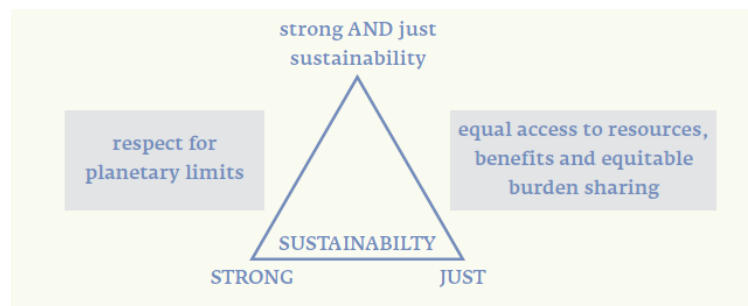 strong AND just
sustainability
respect for
planetary limits
equal access to resources,
benefits and equitable
burden sharing
SUSTAINABILTY
STRONG
JUST